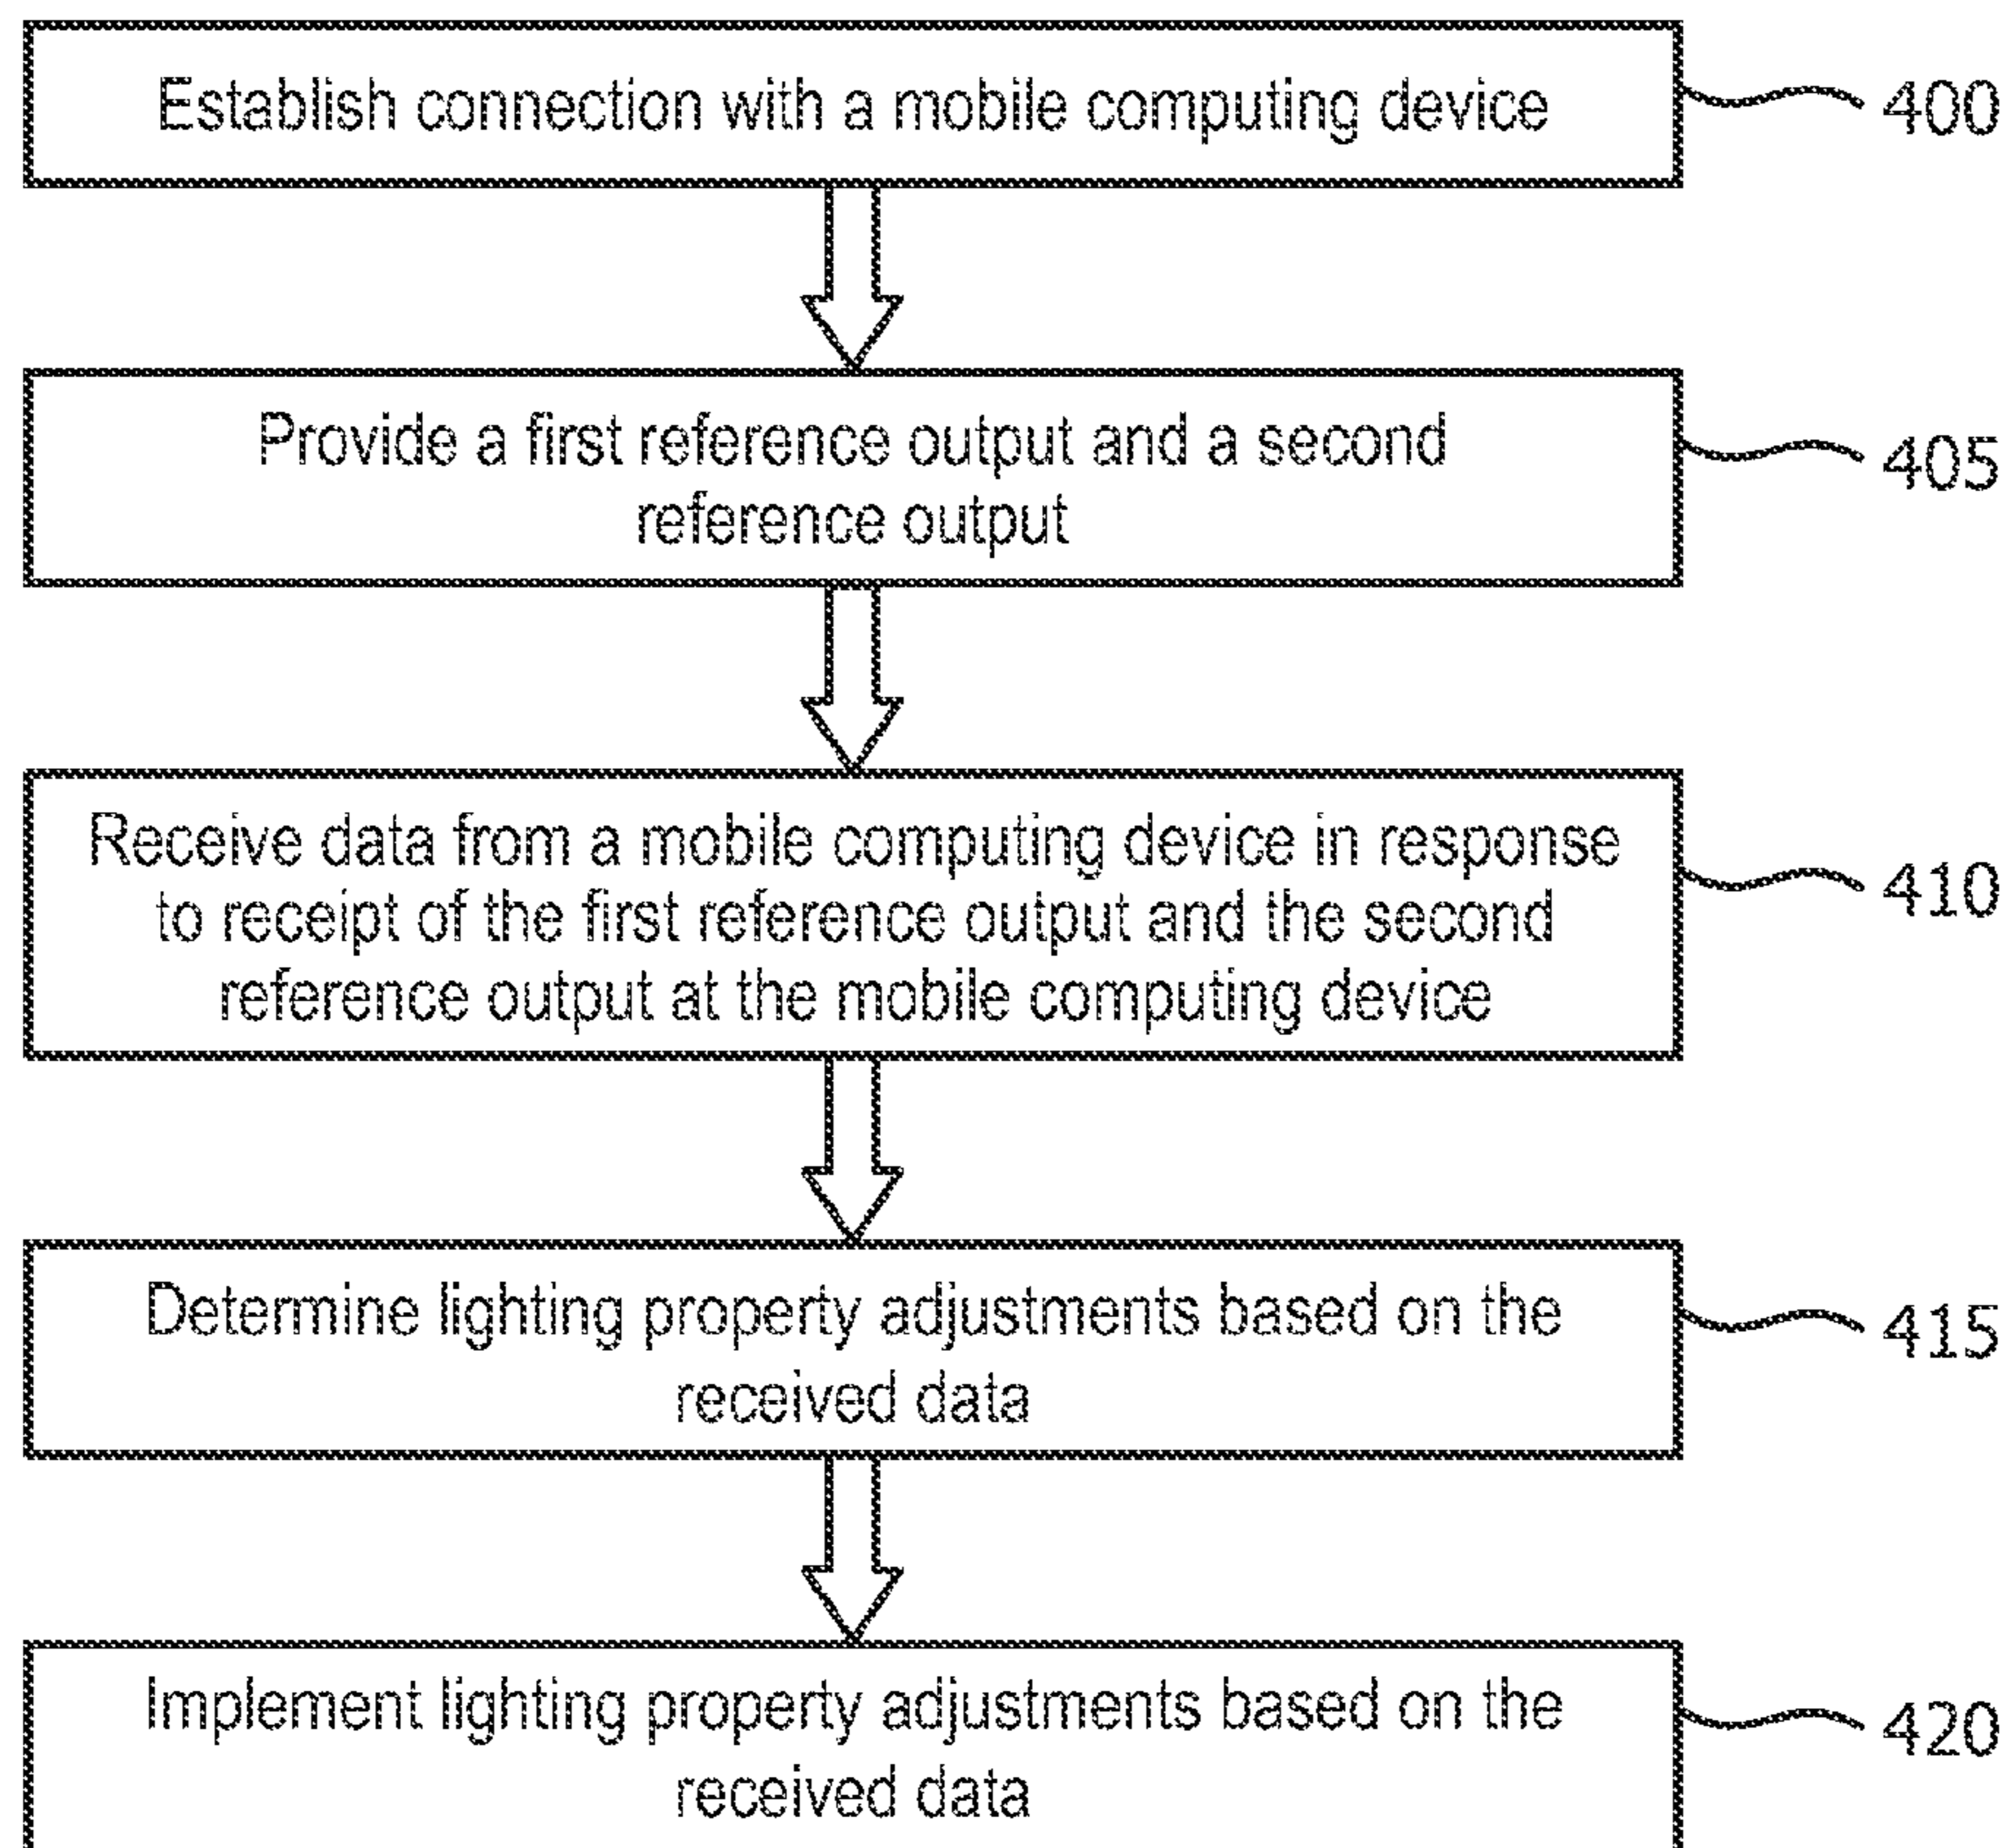 Establish connection with a mobile computing device
400
Provide a first reference output and a second
reference output
405
Receive data from a mobile computing device in response
to receipt of the first reference output and the second
reference output at the mobile computing device
410
Determine lighting property adjustments based on the
received data
415
Implement lighting property adjustments based on the
received data
420